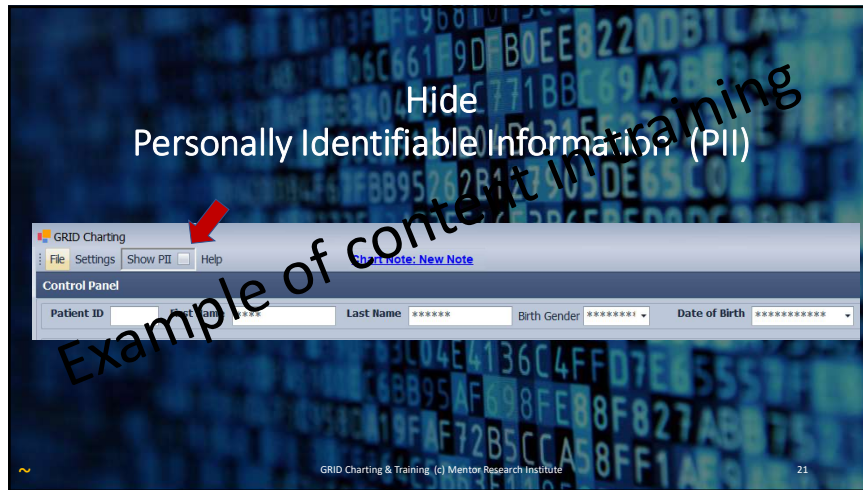 Hide
Personally Identifiable Information (PII)
Example of content in training
GRID Charting
File Settings Show PII Help
Chart Note: New Note
Control Panel
Patient ID First Name **** Last Name ****** Birth Gender ******* Date of Birth ***********
~ GRID Charting & Training (c) Mentor Research Institute 21